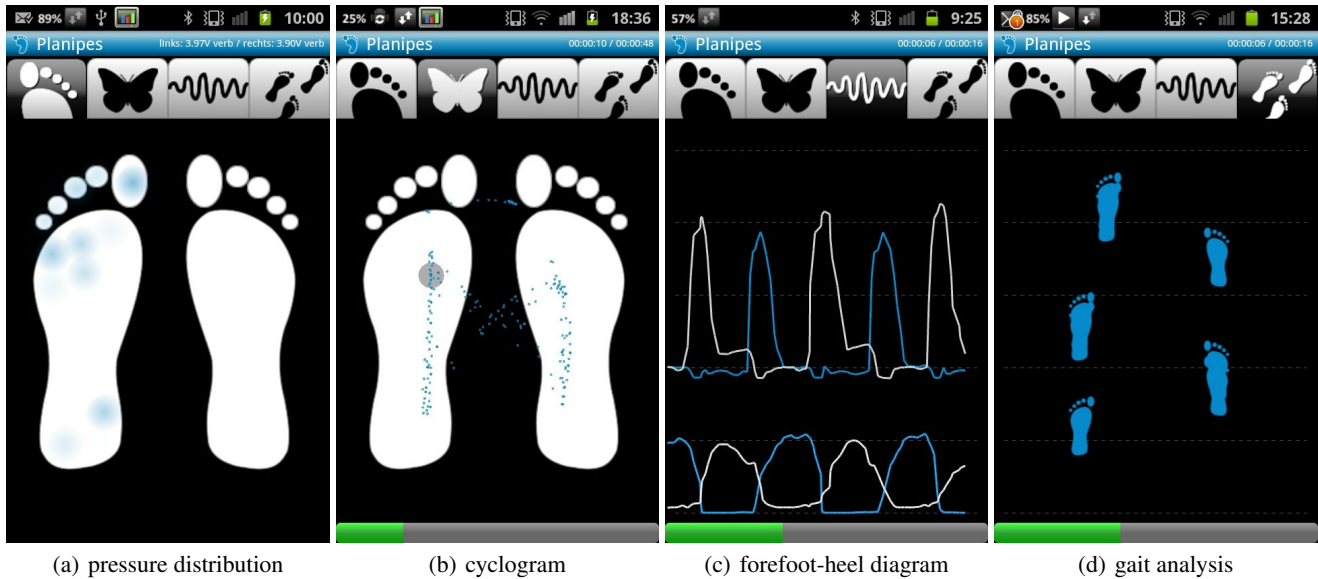 89% 10:00
Planipes links: 3.97V verb / rechts: 3.90V verb
(a) pressure distribution
25% 18:36
Planipes 00:00:10 / 00:00:48
(b) cyclogram
57% 9:25
Planipes 00:00:06 / 00:00:16
(c) forefoot-heel diagram
1 85% 15:28
Planipes 00:00:06 / 00:00:16
(d) gait analysis